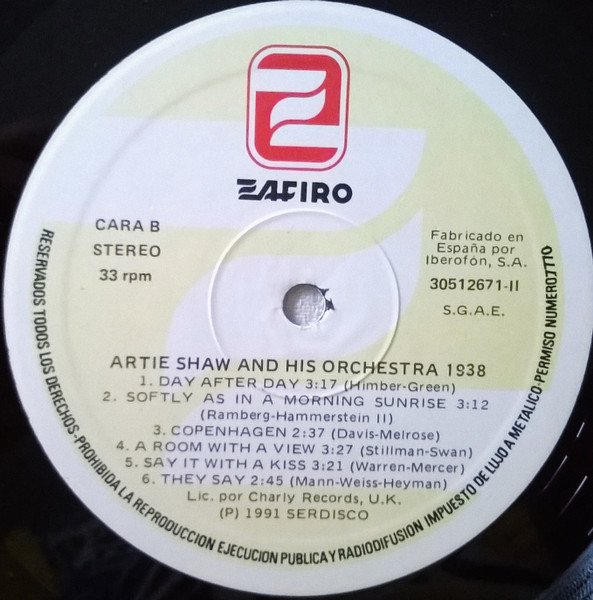 ZAFIRO
CARA B
STEREO
33 rpm
Fabricado en
España por
Iberofón, S.A.
30512671-II
S.G.A.E.
ARTIE SHAW AND HIS ORCHESTRA 1938
1. DAY AFTER DAY 3:17 (Himber-Green)
2. SOFTLY AS IN A MORNING SUNRISE 3:12
(Ramberg-Hammerstein II)
3. COPENHAGEN 2:37 (Davis-Melrose)
4. A ROOM WITH A VIEW 3:27 (Stillman-Swan)
5. SAY IT WITH A KISS 3:21 (Warren-Mercer)
6. THEY SAY 2:45 (Mann-Weiss-Heyman)
Lic. por Charly Records, U.K.
(P) 1991 SERDISCO
RESERVADOS TODOS LOS DERECHOS-PROHIBIDA LA REPRODUCCION EJECUCION PUBLICA Y RADIODIFUSION IMPUESTO DE LUJO A METALICO-PERMISO NUMERO7770